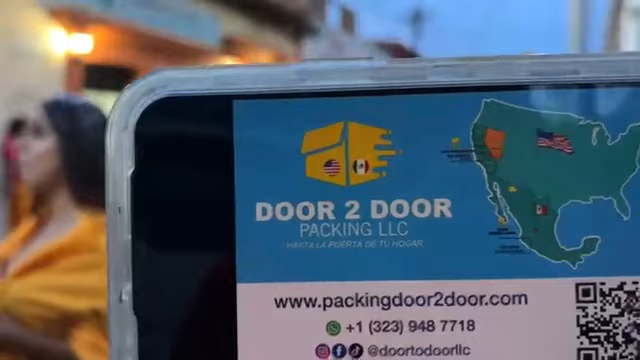 DOOR 2 DOOR
PACKING LLC
HASTA LA PUERTA DE TU HOGAR
www.packingdoor2door.com
+1 (323) 948 7718
@doortodoorllc